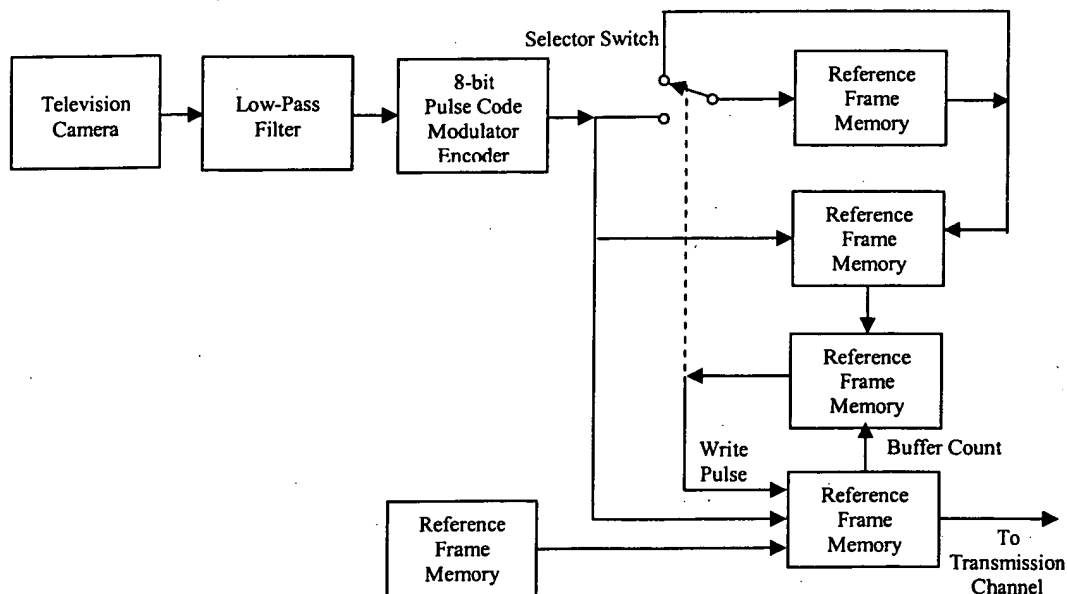 Selector Switch
Television
Camera
Low-Pass
Filter
8-bit
Pulse Code
Modulator
Encoder
Reference
Frame
Memory
Reference
Frame
Memory
Reference
Frame
Memory
Buffer Count
Write
Pulse
Reference
Frame
Memory
Reference
Frame
Memory
To
Transmission
Channel